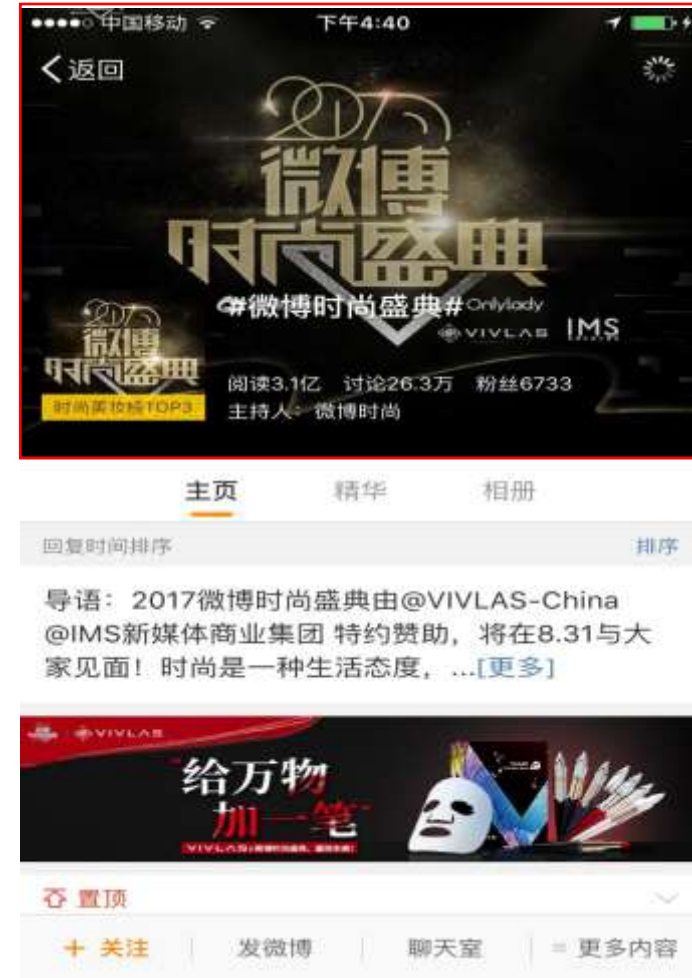 中国移动 下午4:40
返回
2017
微博
时尚盛典
#微博时尚盛典# Onlylady
VIVLAS IMS
2017
微博
时尚盛典
时尚美妆榜TOP3
阅读3.1亿 讨论26.3万 粉丝6733
主持人：微博时尚
主页 精华 相册
回复时间排序 排序
导语：2017微博时尚盛典由@VIVLAS-China
@IMS新媒体商业集团 特约赞助，将在8.31与大
家见面！时尚是一种生活态度，...[更多]
VIVLAS
给万物
加一笔
置顶
+ 关注 发微博 聊天室 更多内容